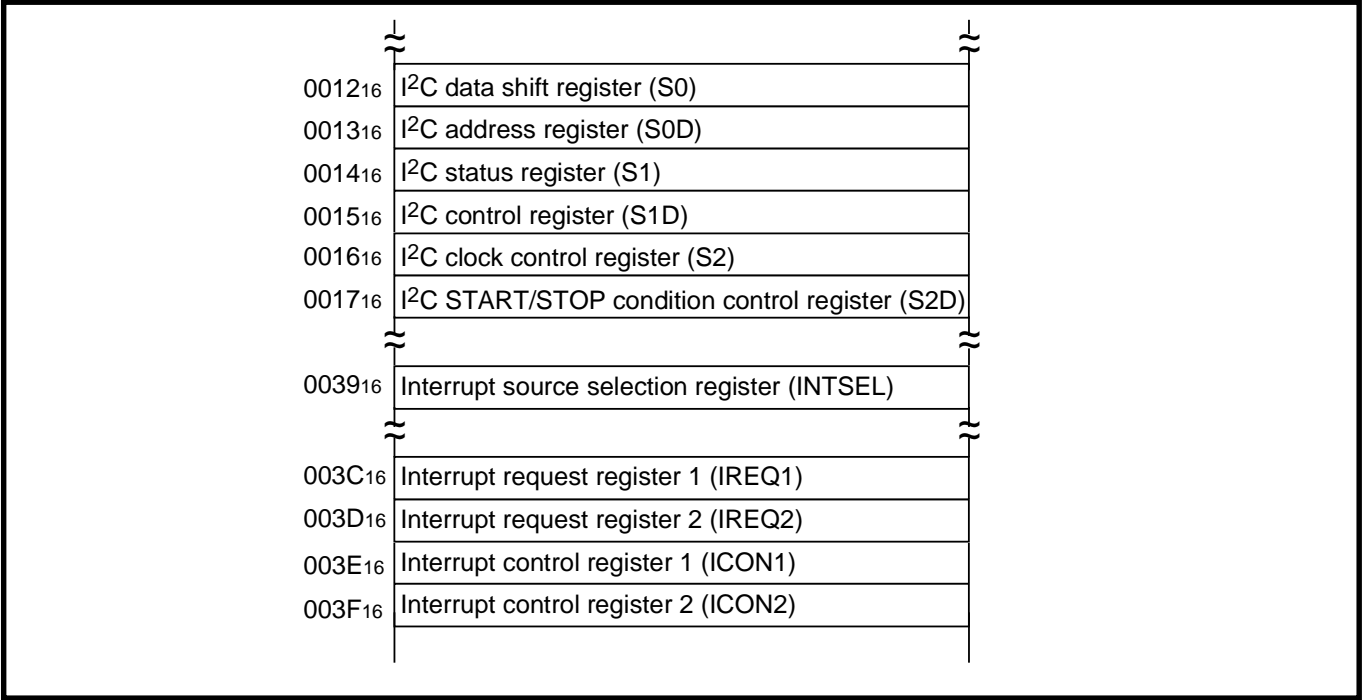 0012₁₆ I²C data shift register (S0)
0013₁₆ I²C address register (S0D)
0014₁₆ I²C status register (S1)
0015₁₆ I²C control register (S1D)
0016₁₆ I²C clock control register (S2)
0017₁₆ I²C START/STOP condition control register (S2D)
0039₁₆ Interrupt source selection register (INTSEL)
003C₁₆ Interrupt request register 1 (IREQ1)
003D₁₆ Interrupt request register 2 (IREQ2)
003E₁₆ Interrupt control register 1 (ICON1)
003F₁₆ Interrupt control register 2 (ICON2)